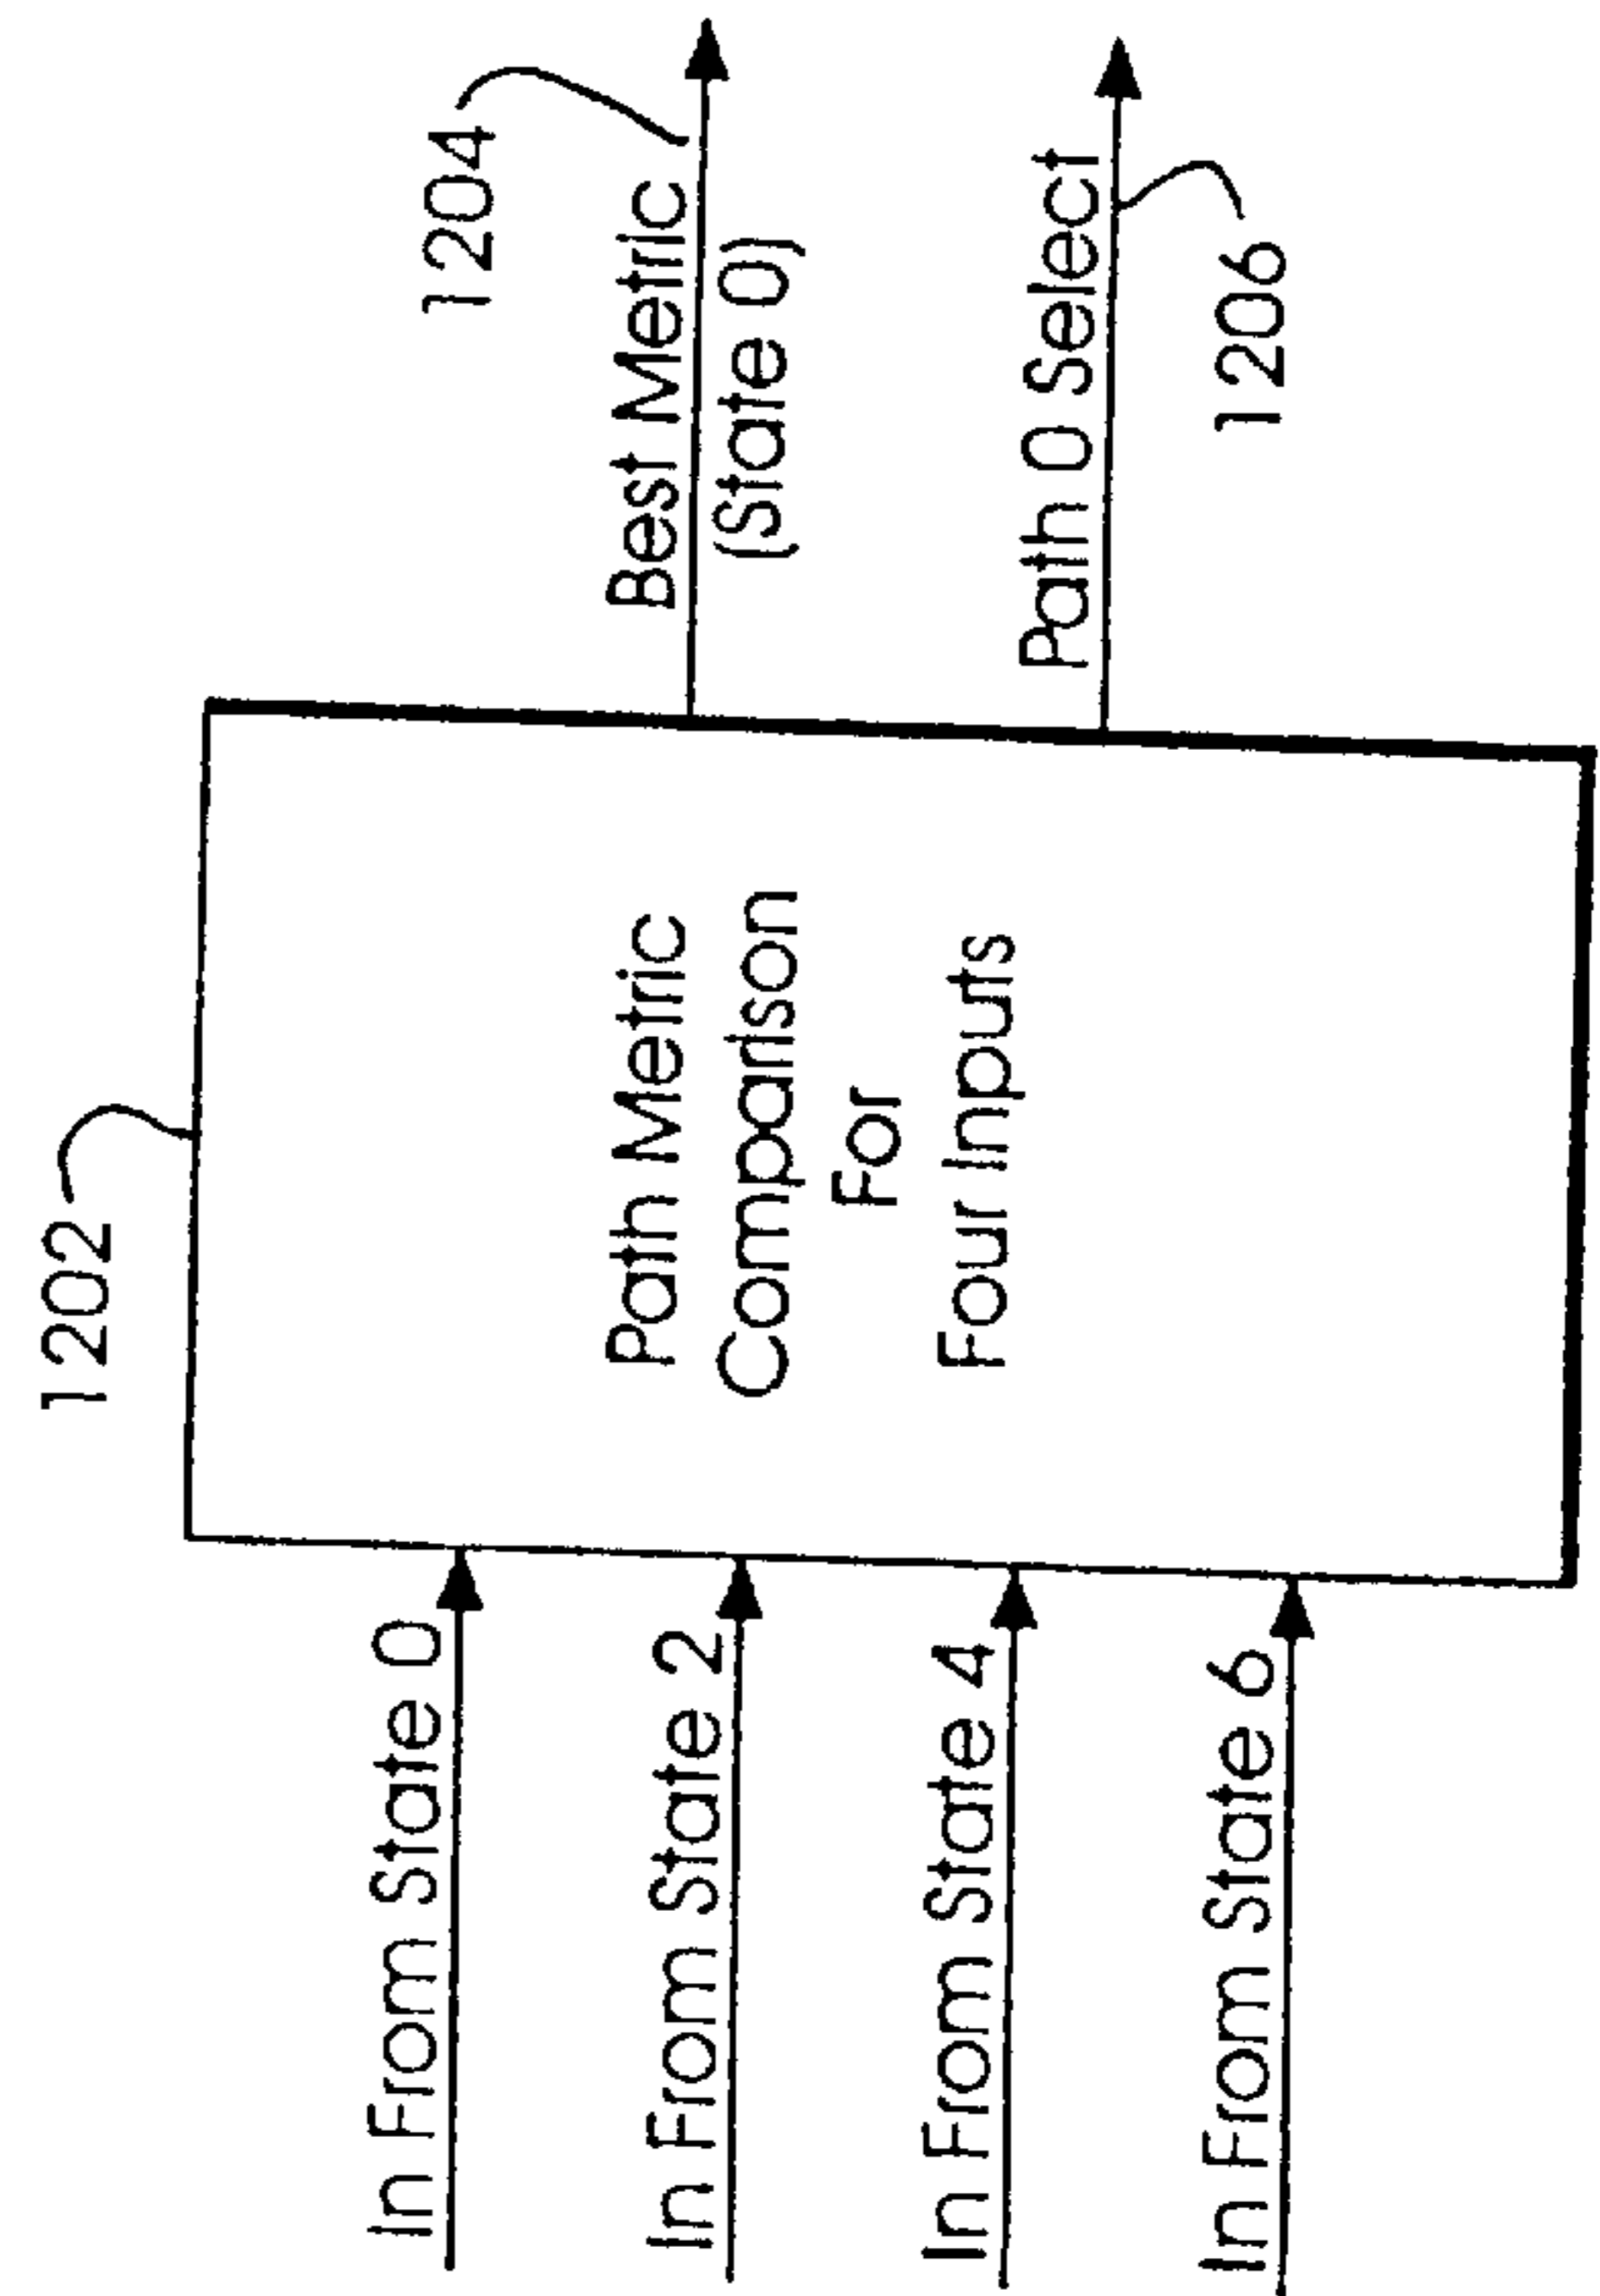 1202
In From State 0
In From State 2
In From State 4
In From State 6
Path Metric
Comparison
For
Four Inputs
1204
Best Metric
(State 0)
Path 0 Select
1206